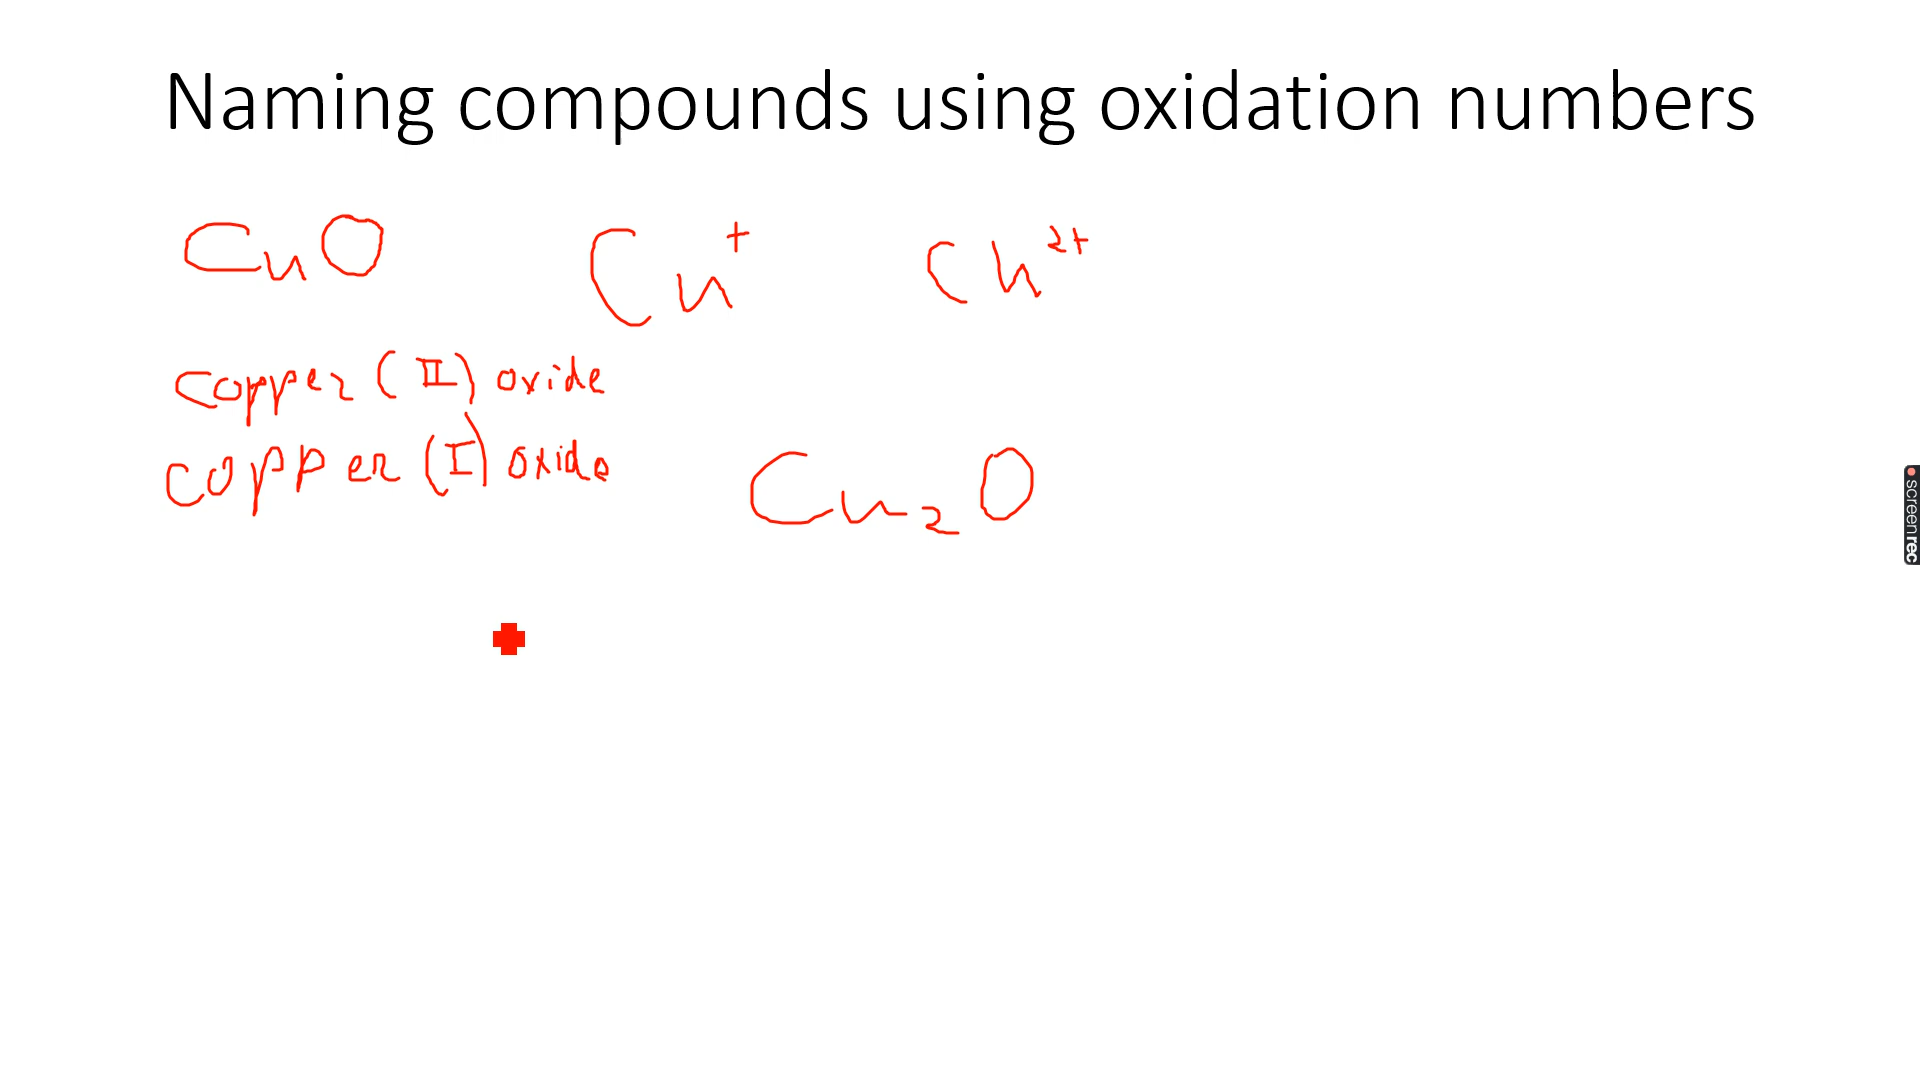 Naming compounds using oxidation numbers
CuO Cu⁺ Cu²⁺
copper (II) oxide
copper (I) oxide Cu₂O
screenrec